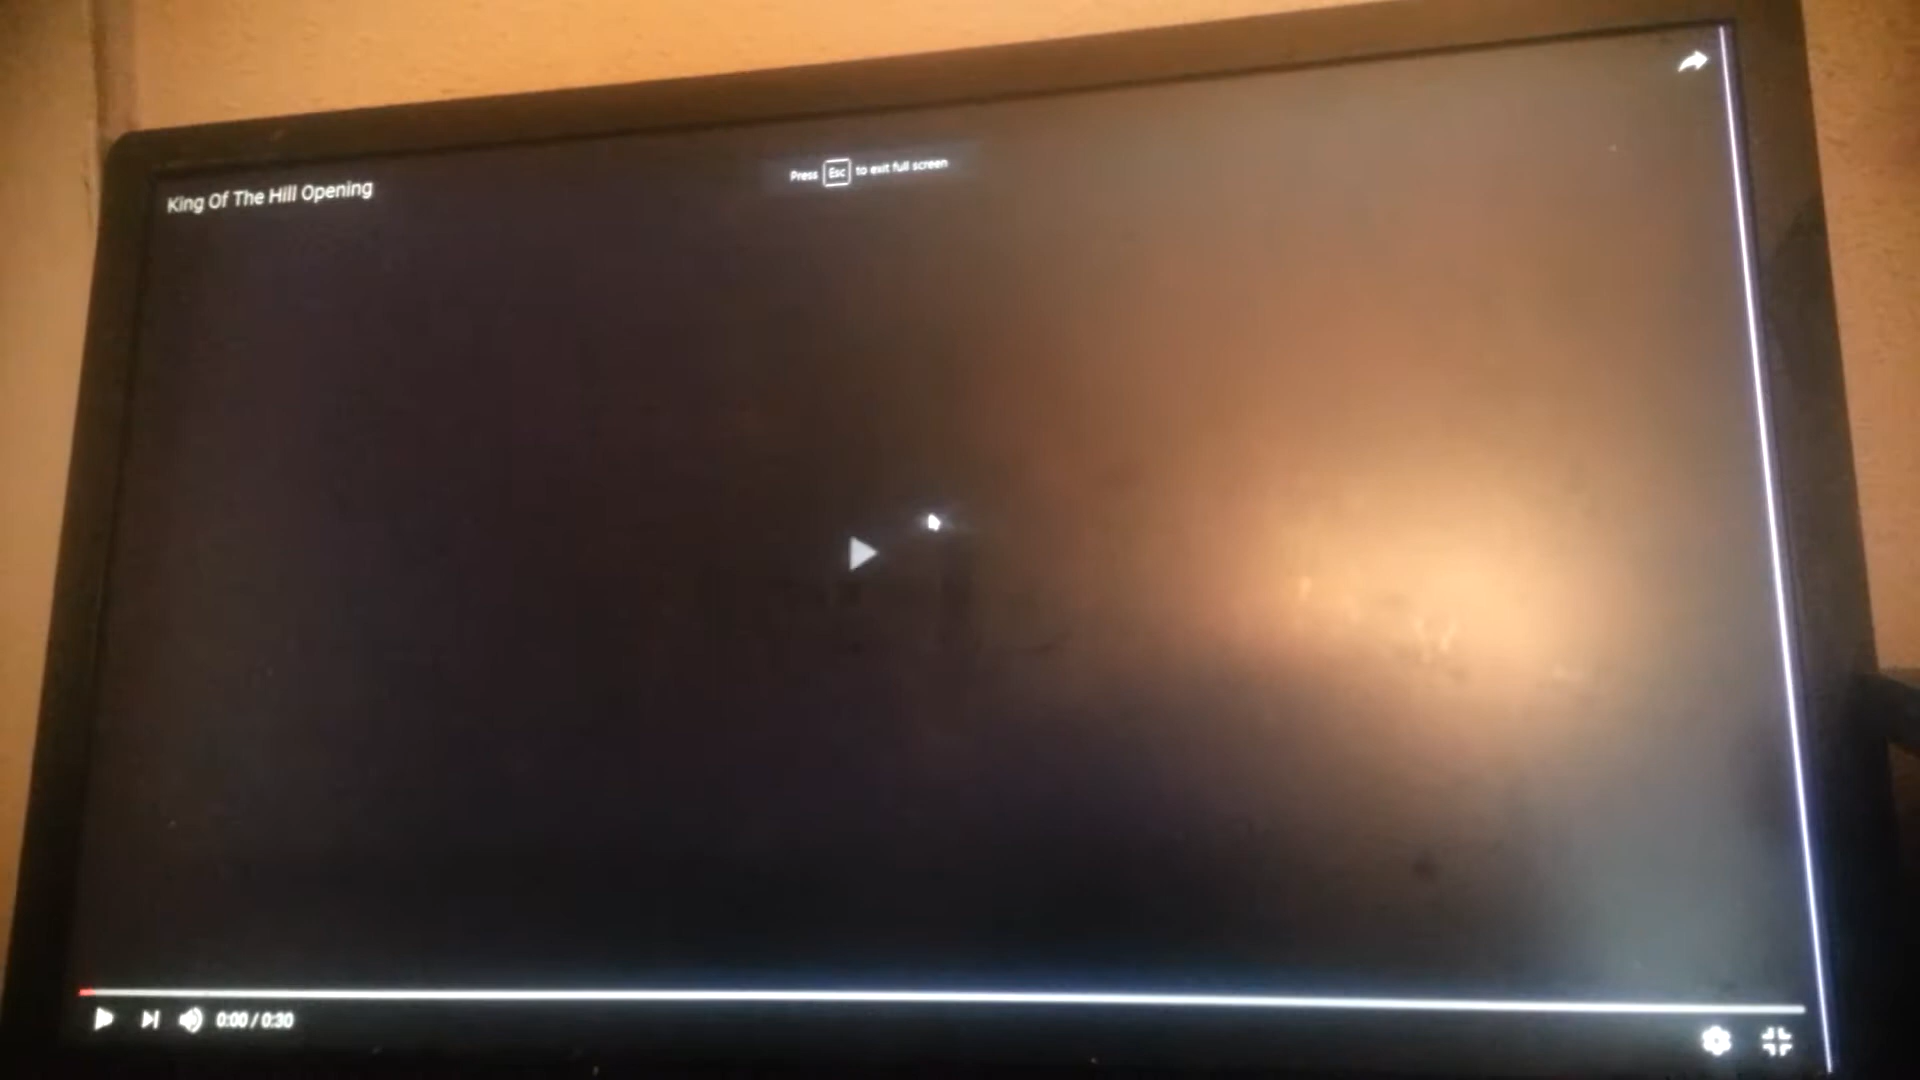 King Of The Hill Opening
Press Esc to exit full screen
0:00 / 0:30